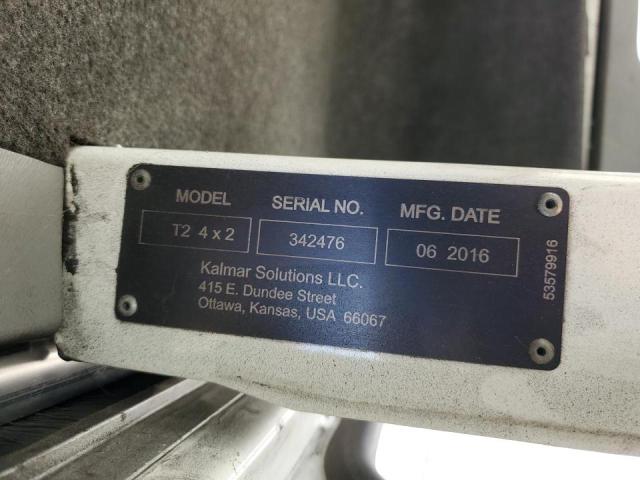 MODEL SERIAL NO. MFG. DATE
T2 4 x 2 342476 06 2016
Kalmar Solutions LLC.
415 E. Dundee Street
Ottawa, Kansas, USA 66067
53579916